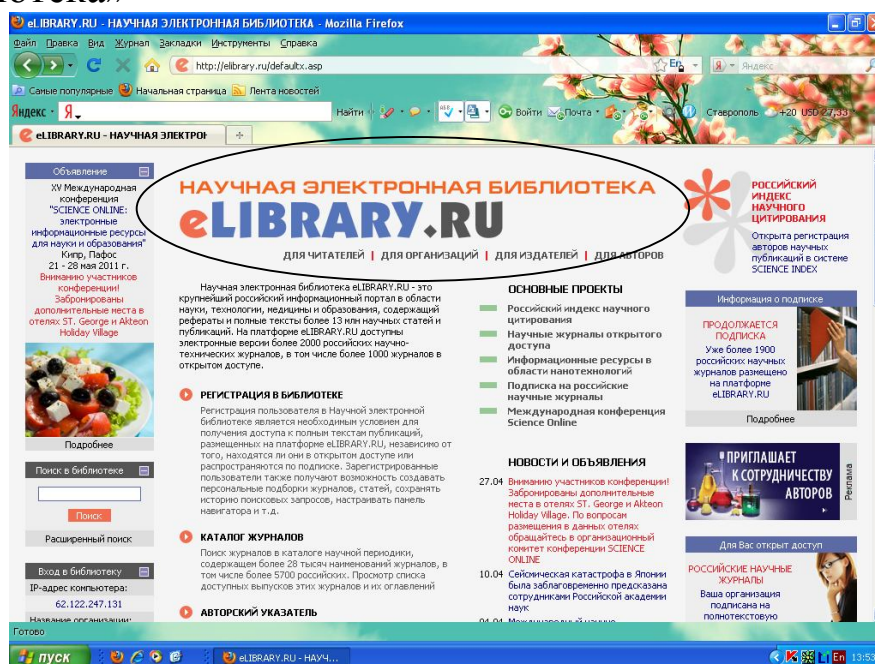 eLIBRARY.RU - НАУЧНАЯ ЭЛЕКТРОННАЯ БИБЛИОТЕКА - Mozilla Firefox
Файл Правка Вид Журнал Закладки Инструменты Справка
http://elibrary.ru/defaultx.asp
Яндекс
Самые популярные Начальная страница Лента новостей
Яндекс Я. Найти Войти Почта Ставрополь +20 USD 27,33
eLIBRARY.RU - НАУЧНАЯ ЭЛЕКТРОН
Объявление
XV Международная
конференция
"SCIENCE ONLINE:
электронные
информационные ресурсы
для науки и образования"
Кипр, Пафос
21 - 28 мая 2011 г.
Вниманию участников
конференции!
Забронированы
дополнительные места в
отелях ST. George и Akteon
Holiday Village
Подробнее
Поиск в библиотеке
Поиск
Расширенный поиск
Вход в библиотеку
IP-адрес компьютера:
62.122.247.131
Название организации:
НАУЧНАЯ ЭЛЕКТРОННАЯ БИБЛИОТЕКА
eLIBRARY.RU
ДЛЯ ЧИТАТЕЛЕЙ | ДЛЯ ОРГАНИЗАЦИЙ | ДЛЯ ИЗДАТЕЛЕЙ | ДЛЯ АВТОРОВ
Научная электронная библиотека eLIBRARY.RU - это
крупнейший российский информационный портал в области
науки, технологии, медицины и образования, содержащий
рефераты и полные тексты более 13 млн научных статей и
публикаций. На платформе eLIBRARY.RU доступны
электронные версии более 2000 российских научно-
технических журналов, в том числе более 1000 журналов в
открытом доступе.
РЕГИСТРАЦИЯ В БИБЛИОТЕКЕ
Регистрация пользователя в Научной электронной
библиотеке является необходимым условием для
получения доступа к полным текстам публикаций,
размещенных на платформе eLIBRARY.RU, независимо от
того, находятся ли они в открытом доступе или
распространяются по подписке. Зарегистрированные
пользователи также получают возможность создавать
персональные подборки журналов, статей, сохранять
историю поисковых запросов, настраивать панель
навигатора и т.д.
КАТАЛОГ ЖУРНАЛОВ
Поиск журналов в каталоге научной периодики,
содержащем более 28 тысяч наименований журналов, в
том числе более 5700 российских. Просмотр списка
доступных выпусков этих журналов и их оглавлений
АВТОРСКИЙ УКАЗАТЕЛЬ
ОСНОВНЫЕ ПРОЕКТЫ
Российский индекс научного
цитирования
Научные журналы открытого
доступа
Информационные ресурсы в
области нанотехнологий
Подписка на российские
научные журналы
Международная конференция
Science Online
НОВОСТИ И ОБЪЯВЛЕНИЯ
27.04 Вниманию участников конференции!
Забронированы дополнительные
места в отелях ST. George и Akteon
Holiday Village. По вопросам
размещения в данных отелях
обращайтесь в организационный
комитет конференции SCIENCE
ONLINE
10.04 Сейсмическая катастрофа в Японии
была заблаговременно предсказана
сотрудниками Российской академии
наук
РОССИЙСКИЙ
ИНДЕКС
НАУЧНОГО
ЦИТИРОВАНИЯ
Открыта регистрация
авторов научных
публикаций в системе
SCIENCE INDEX
Информация о подписке
ПРОДОЛЖАЕТСЯ
ПОДПИСКА
Уже более 1900
российских научных
журналов размещено
на платформе
eLIBRARY.RU
Подробнее
ПРИГЛАШАЕТ
К СОТРУДНИЧЕСТВУ
АВТОРОВ
Реклама
Для Вас открыт доступ
РОССИЙСКИЕ НАУЧНЫЕ
ЖУРНАЛЫ
Ваша организация
подписана на
полнотекстовую
Готово
пуск eLIBRARY.RU - НАУЧ... En 13:53